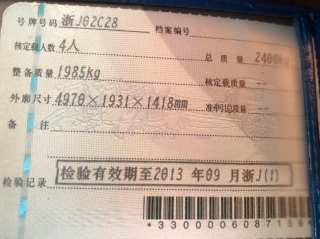 号牌号码 浙J02C28 档案编号
核定载人数 4人 总质量
整备质量 1985kg 核定载质量
外廓尺寸 4970×1931×1418mm 准牵引总质量
备注
检验记录 检验有效期至2013年09月浙J(1)